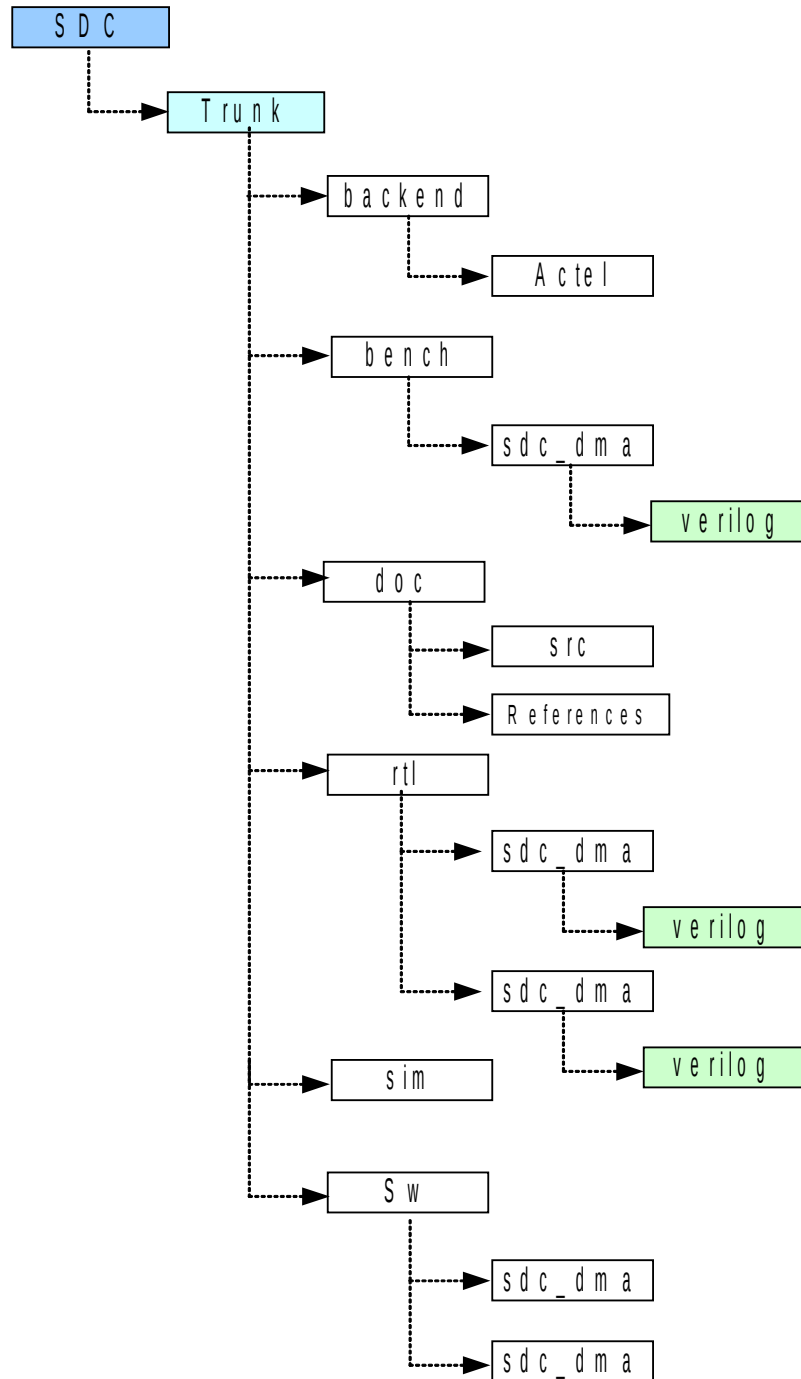 SDC
Trunk
backend
Actel
bench
sdc_dma
verilog
doc
src
References
rtl
sdc_dma
verilog
sdc_dma
verilog
sim
Sw
sdc_dma
sdc_dma